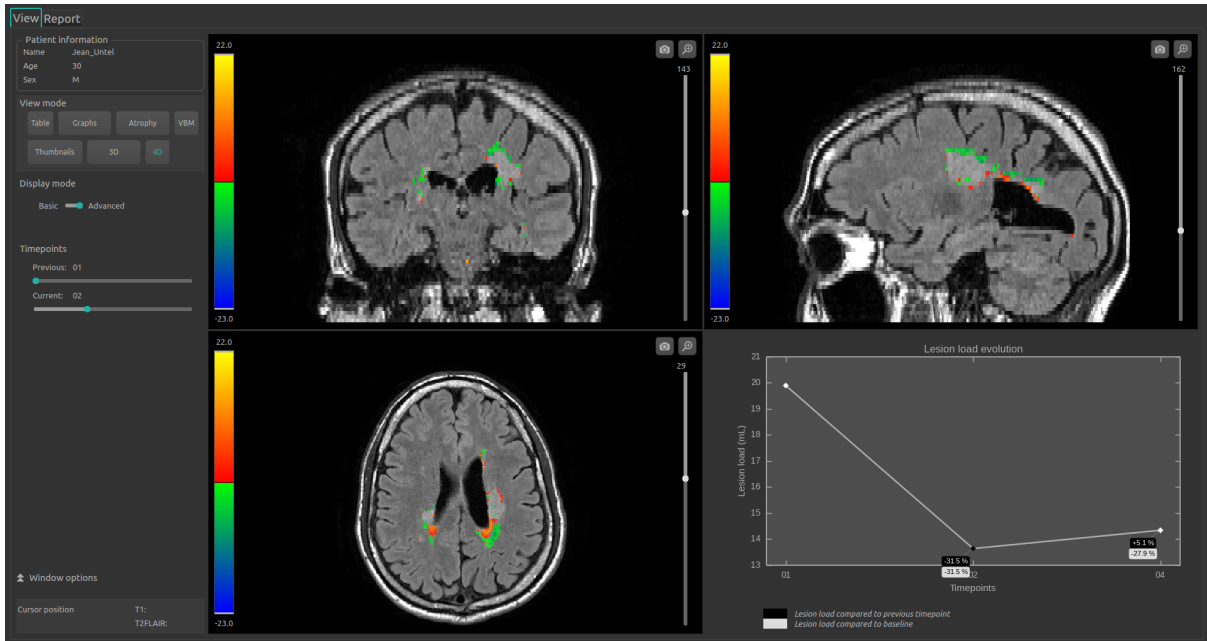 View Report
Patient information
Name Jean_Untel
Age 30
Sex M
View mode
Table Graphs Atrophy VBM
Thumbnails 3D 4D
Display mode
Basic Advanced
Timepoints
Previous: 01
Current: 02
Window options
Cursor position T1:
T2FLAIR:
22.0
-23.0
143
22.0
-23.0
162
22.0
-23.0
29
Lesion load evolution
21
20
19
18
17
16
15
14
13
Lesion load (mL)
-31.5 %
-31.5 %
+5.1 %
-27.9 %
01 02 04
Timepoints
Lesion load compared to previous timepoint
Lesion load compared to baseline